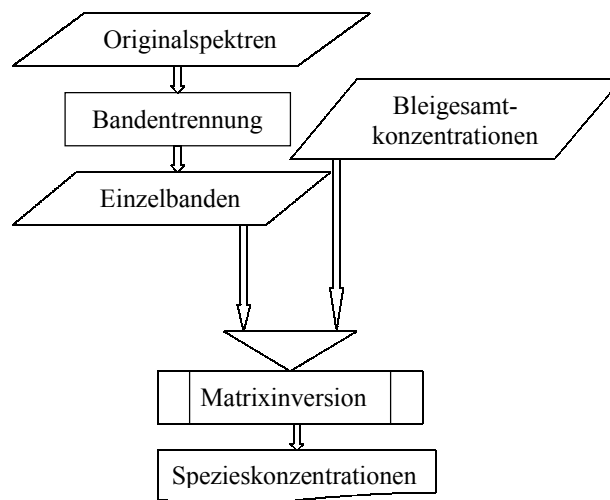 Originalspektren
Bandentrennung
Bleigesamt-
konzentrationen
Einzelbanden
Matrixinversion
Spezieskonzentrationen